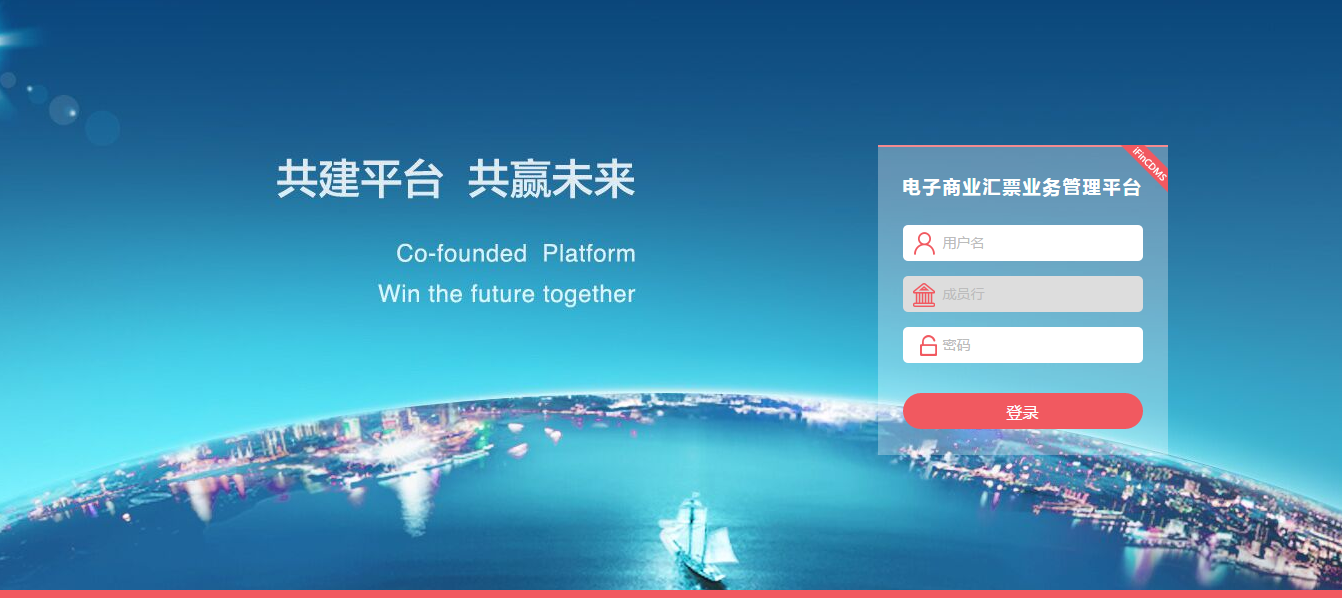 共建平台 共赢未来
Co-founded Platform
Win the future together
iFinCDMS
电子商业汇票业务管理平台
用户名
成员行
密码
登录